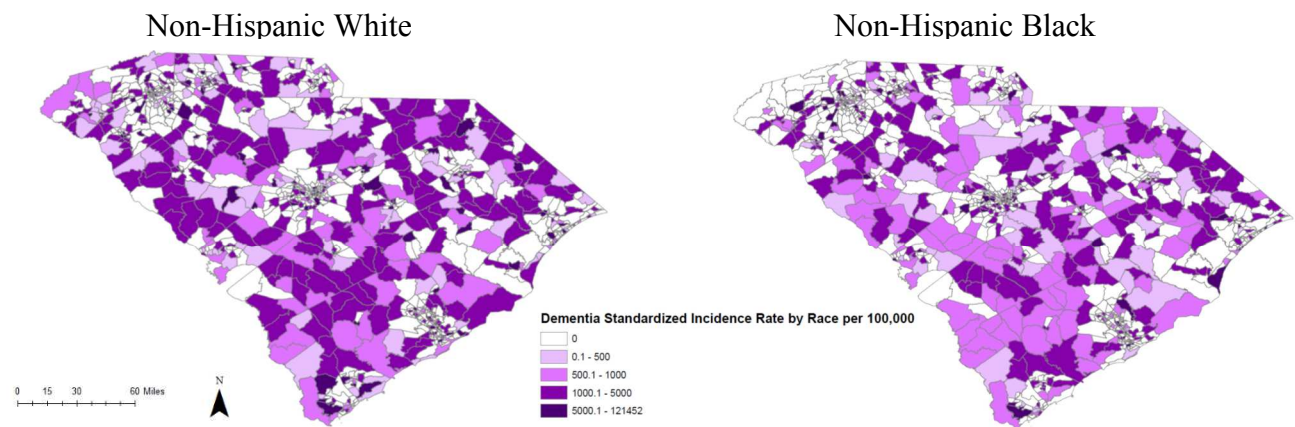 Non-Hispanic White
Non-Hispanic Black
Dementia Standardized Incidence Rate by Race per 100,000
0
0.1 - 500
500.1 - 1000
1000.1 - 5000
5000.1 - 121452
0 15 30 60 Miles
N